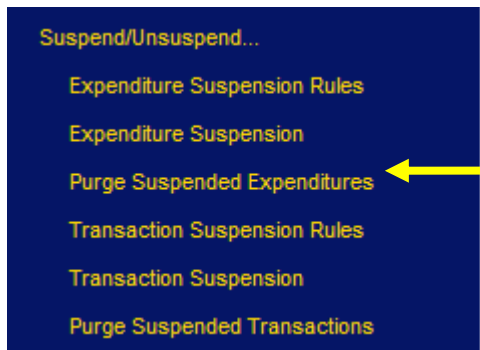 Suspend/Unsuspend...
Expenditure Suspension Rules
Expenditure Suspension
Purge Suspended Expenditures
Transaction Suspension Rules
Transaction Suspension
Purge Suspended Transactions